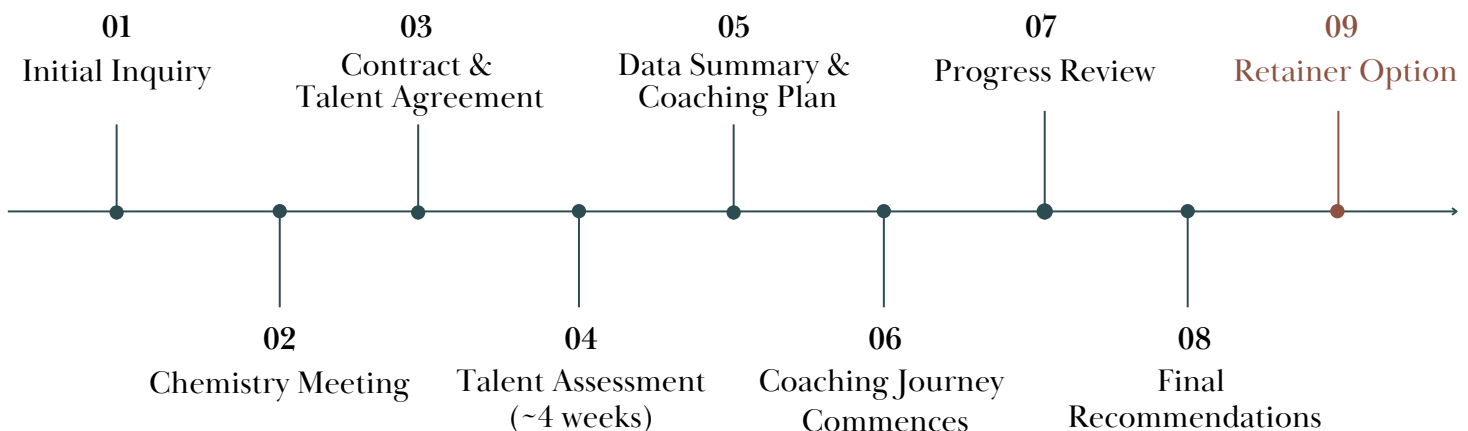 01
Initial Inquiry
02
Chemistry Meeting
03
Contract &
Talent Agreement
04
Talent Assessment
(~4 weeks)
05
Data Summary &
Coaching Plan
06
Coaching Journey
Commences
07
Progress Review
08
Final
Recommendations
09
Retainer Option